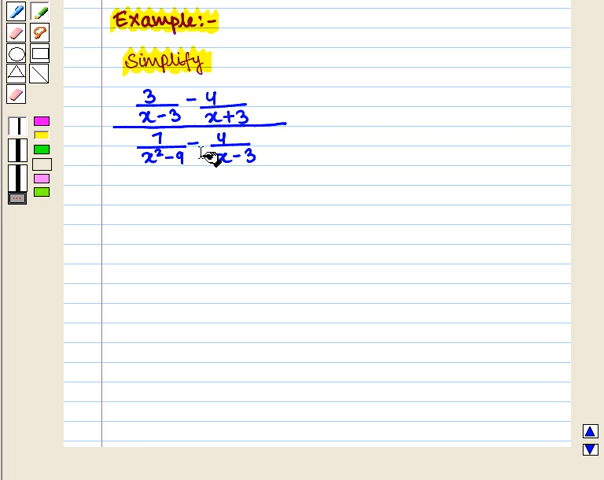 Example:-
Simplify
3/(x-3) - 4/(x+3)
7/(x²-9) - 4/(x-3)